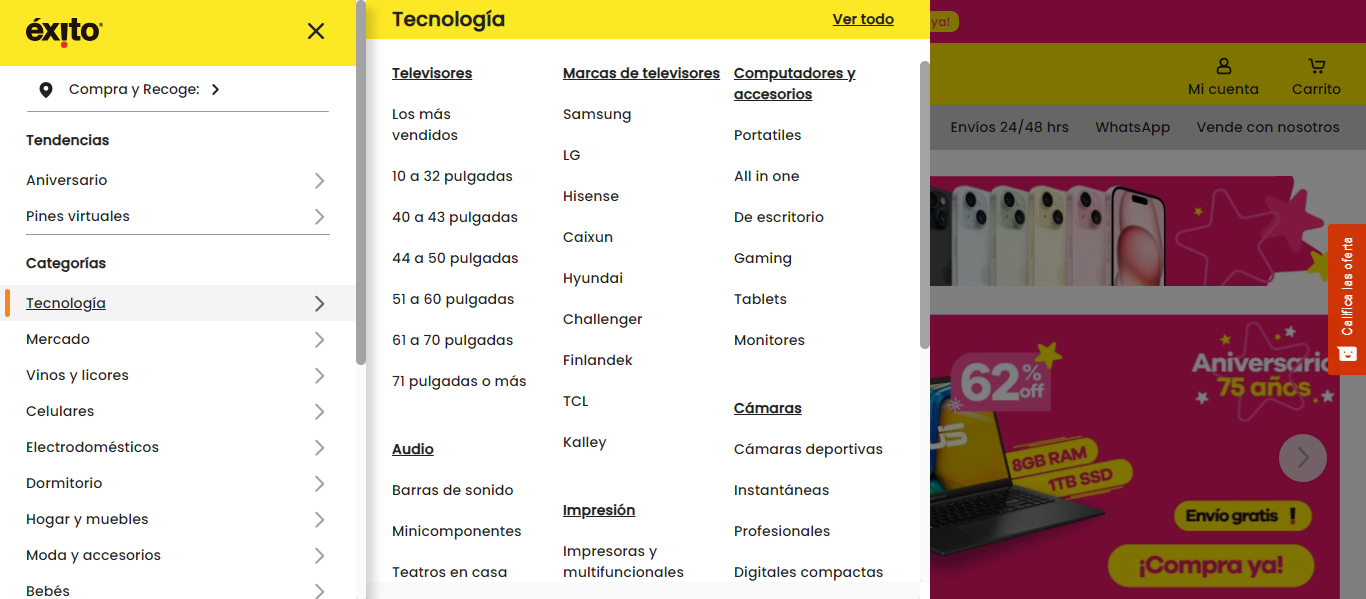 éxito
Compra y Recoge:
Tendencias
Aniversario
Pines virtuales
Categorías
Tecnología
Mercado
Vinos y licores
Celulares
Electrodomésticos
Dormitorio
Hogar y muebles
Moda y accesorios
Bebés
Tecnología
Ver todo
Televisores
Los más
vendidos
10 a 32 pulgadas
40 a 43 pulgadas
44 a 50 pulgadas
51 a 60 pulgadas
61 a 70 pulgadas
71 pulgadas o más
Audio
Barras de sonido
Minicomponentes
Teatros en casa
Marcas de televisores
Samsung
LG
Hisense
Caixun
Hyundai
Challenger
Finlandek
TCL
Kalley
Impresión
Impresoras y
multifuncionales
Computadores y
accesorios
Portatiles
All in one
De escritorio
Gaming
Tablets
Monitores
Cámaras
Cámaras deportivas
Instantáneas
Profesionales
Digitales compactas
ya!
Mi cuenta
Carrito
Envíos 24/48 hrs
WhatsApp
Vende con nosotros
62% off
Aniversario
75 años
8GB RAM
1TB SSD
Envío gratis !
¡Compra ya!
Califica las oferta